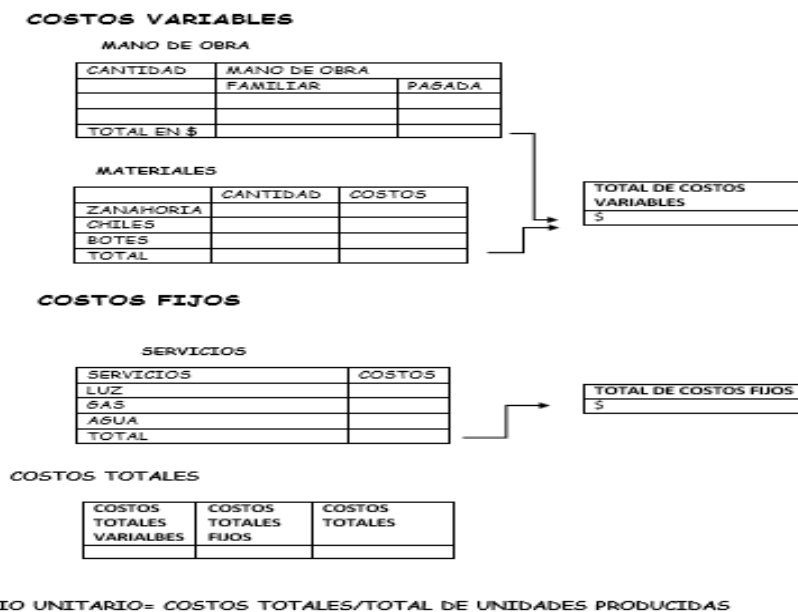 COSTOS VARIABLES
MANO DE OBRA
CANTIDAD MANO DE OBRA
FAMILIAR PAGADA
TOTAL EN $
MATERIALES
CANTIDAD COSTOS
ZANAHORIA
CHILES
BOTES
TOTAL
TOTAL DE COSTOS
VARIABLES
$
COSTOS FIJOS
SERVICIOS
SERVICIOS COSTOS
LUZ
GAS
AGUA
TOTAL
TOTAL DE COSTOS FIJOS
$
COSTOS TOTALES
COSTOS TOTALES VARIALBES
COSTOS TOTALES FIJOS
COSTOS TOTALES
IO UNITARIO= COSTOS TOTALES/TOTAL DE UNIDADES PRODUCIDAS